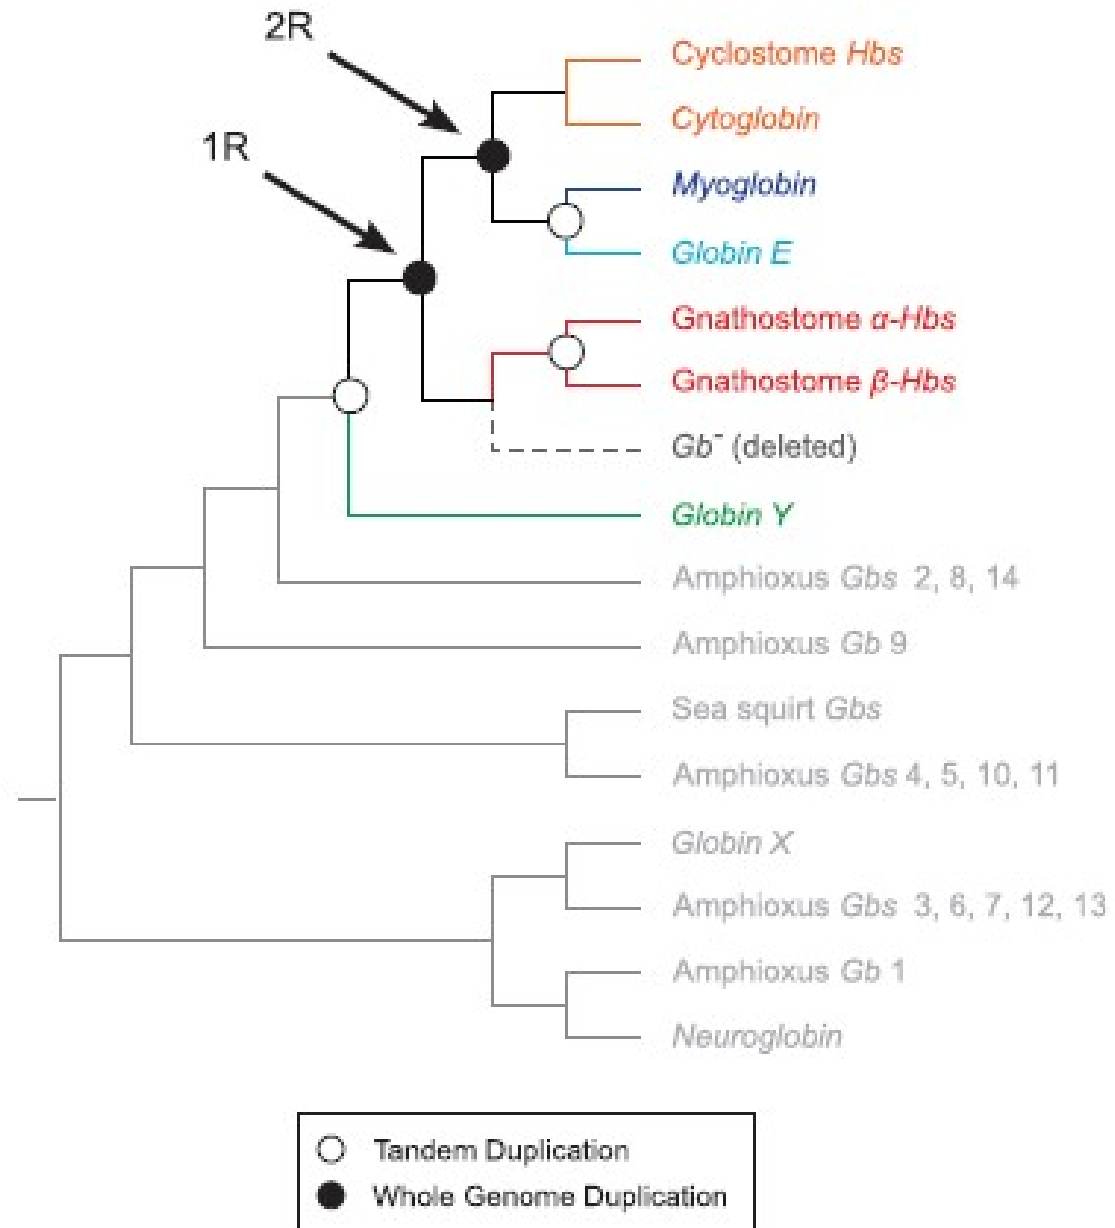 2R
1R
Cyclostome Hbs
Cytoglobin
Myoglobin
Globin E
Gnathostome α-Hbs
Gnathostome β-Hbs
Gb⁻ (deleted)
Globin Y
Amphioxus Gbs 2, 8, 14
Amphioxus Gb 9
Sea squirt Gbs
Amphioxus Gbs 4, 5, 10, 11
Globin X
Amphioxus Gbs 3, 6, 7, 12, 13
Amphioxus Gb 1
Neuroglobin
Tandem Duplication
Whole Genome Duplication